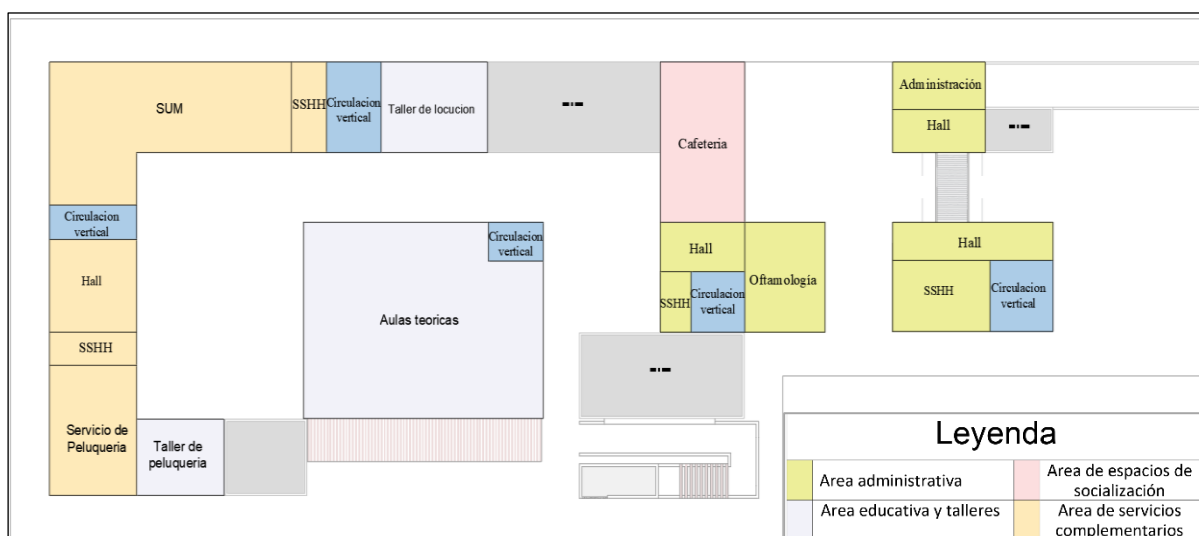 SUM
SSHH
Circulacion
vertical
Taller de locucion
Cafeteria
Administración
Hall
Circulacion
vertical
Hall
SSHH
Servicio de
Peluqueria
Taller de
peluqueria
Circulacion
vertical
Aulas teoricas
Hall
SSHH
Circulacion
vertical
Oftamología
Hall
SSHH
Circulacion
vertical
Leyenda
Area administrativa
Area de espacios de
socialización
Area educativa y talleres
Area de servicios
complementarios